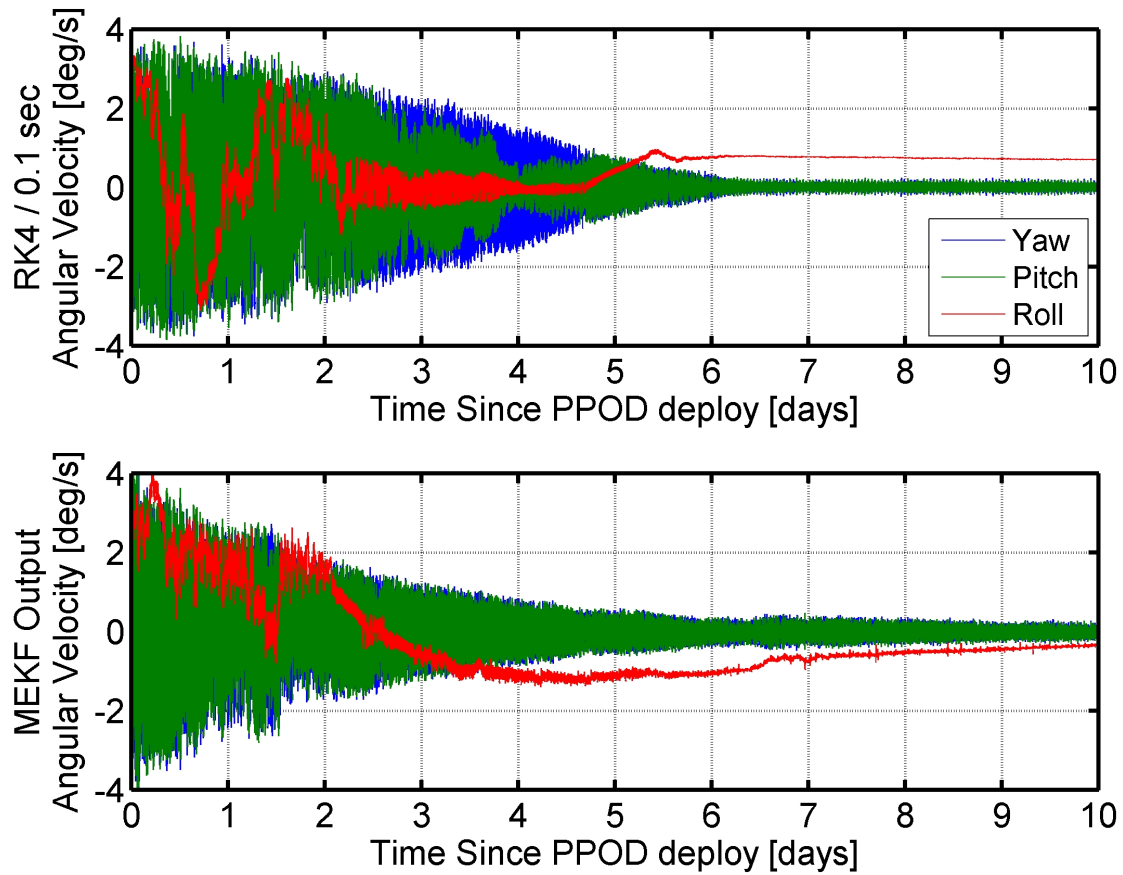 RK4 / 0.1 sec
Angular Velocity [deg/s]
4
2
0
-2
-4
Yaw
Pitch
Roll
0 1 2 3 4 5 6 7 8 9 10
Time Since PPOD deploy [days]
MEKF Output
Angular Velocity [deg/s]
4
2
0
-2
-4
0 1 2 3 4 5 6 7 8 9 10
Time Since PPOD deploy [days]